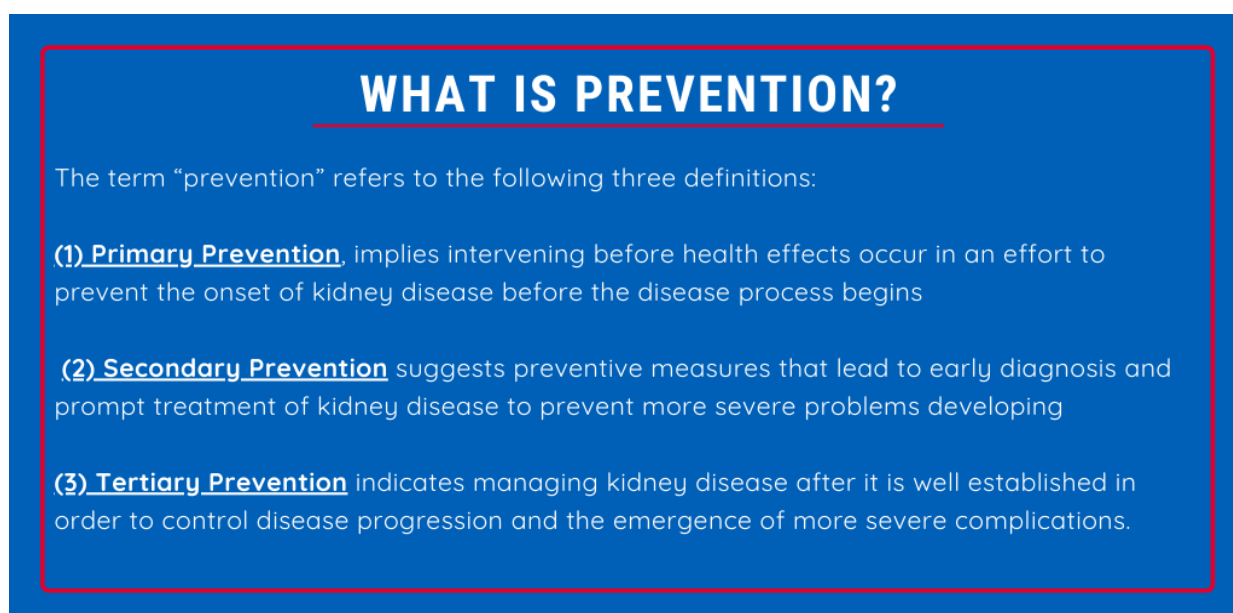 WHAT IS PREVENTION?
The term “prevention” refers to the following three definitions:
(1) Primary Prevention, implies intervening before health effects occur in an effort to
prevent the onset of kidney disease before the disease process begins
(2) Secondary Prevention suggests preventive measures that lead to early diagnosis and
prompt treatment of kidney disease to prevent more severe problems developing
(3) Tertiary Prevention indicates managing kidney disease after it is well established in
order to control disease progression and the emergence of more severe complications.